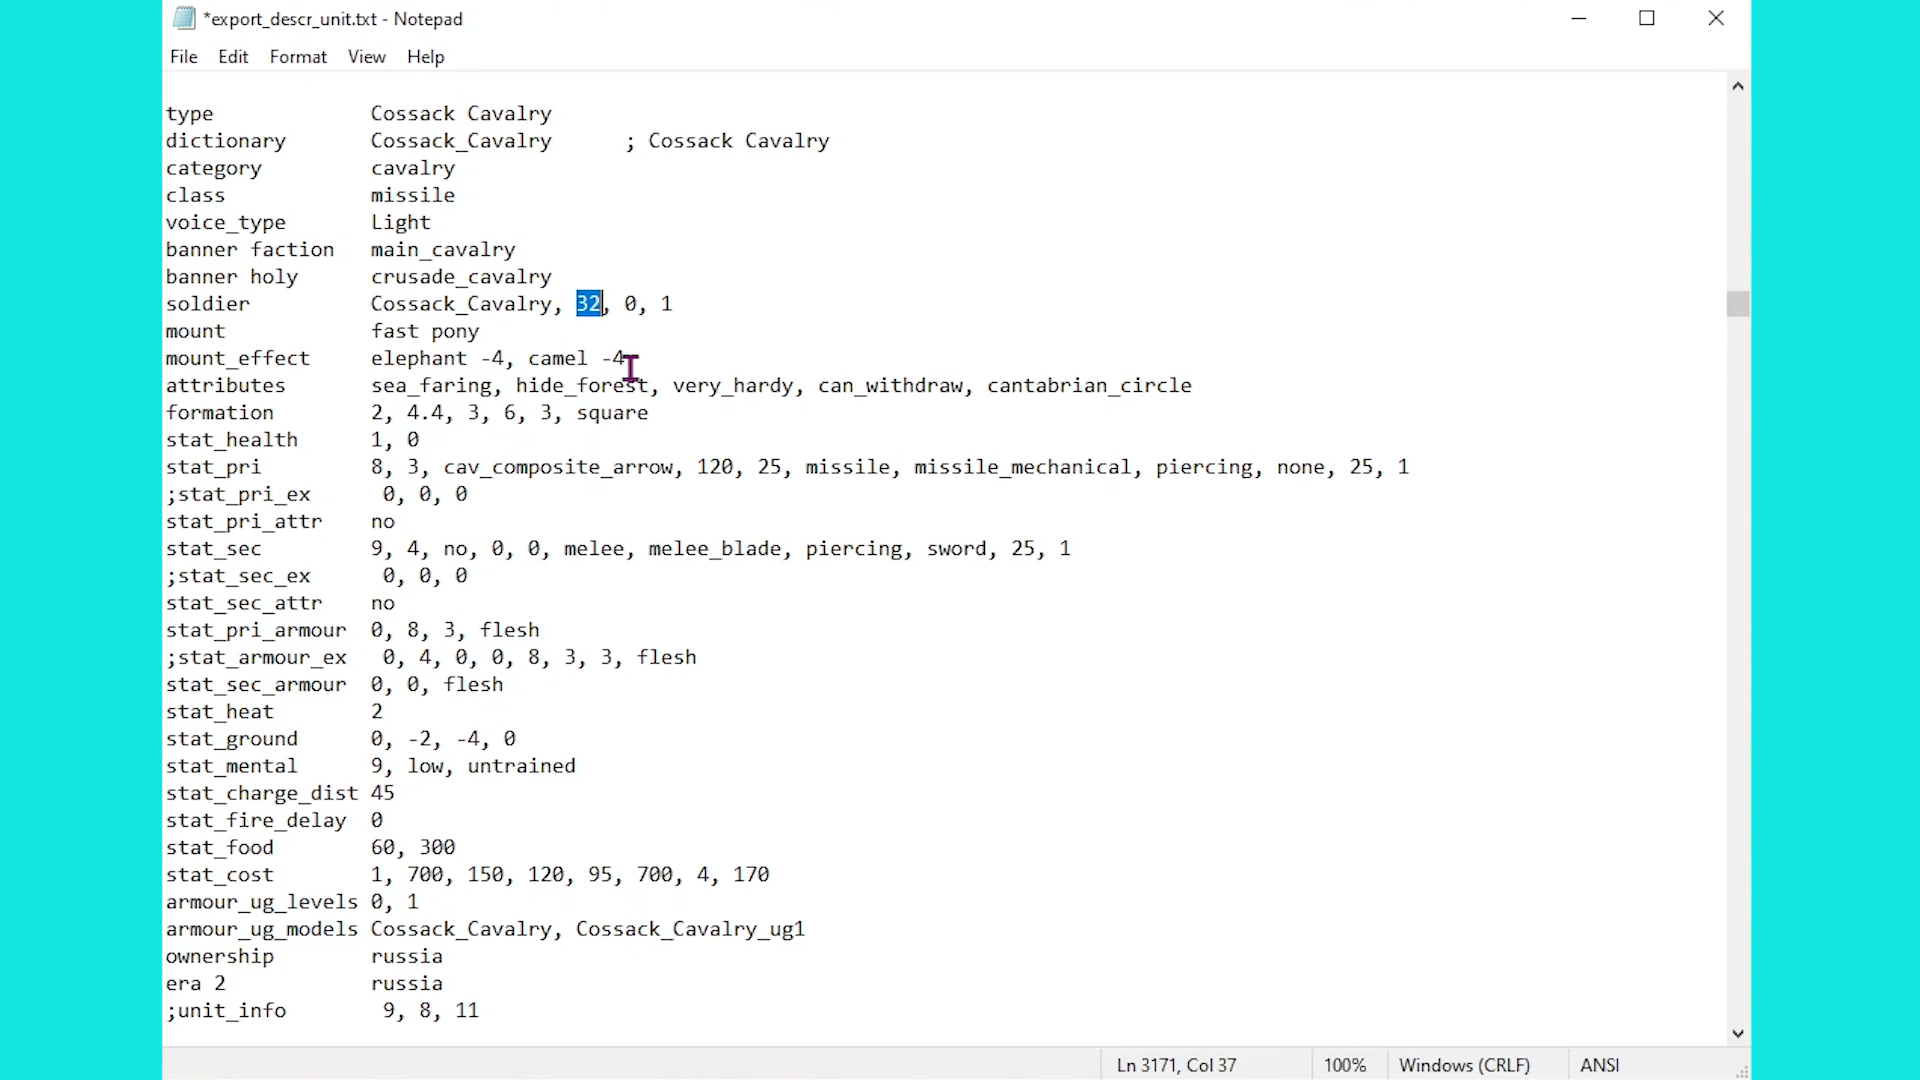 *export_descr_unit.txt - Notepad
File Edit Format View Help
type Cossack Cavalry
dictionary Cossack_Cavalry ; Cossack Cavalry
category cavalry
class missile
voice_type Light
banner faction main_cavalry
banner holy crusade_cavalry
soldier Cossack_Cavalry, 32, 0, 1
mount fast pony
mount_effect elephant -4, camel -4
attributes sea_faring, hide_forest, very_hardy, can_withdraw, cantabrian_circle
formation 2, 4.4, 3, 6, 3, square
stat_health 1, 0
stat_pri 8, 3, cav_composite_arrow, 120, 25, missile, missile_mechanical, piercing, none, 25, 1
;stat_pri_ex 0, 0, 0
stat_pri_attr no
stat_sec 9, 4, no, 0, 0, melee, melee_blade, piercing, sword, 25, 1
;stat_sec_ex 0, 0, 0
stat_sec_attr no
stat_pri_armour 0, 8, 3, flesh
;stat_armour_ex 0, 4, 0, 0, 8, 3, 3, flesh
stat_sec_armour 0, 0, flesh
stat_heat 2
stat_ground 0, -2, -4, 0
stat_mental 9, low, untrained
stat_charge_dist 45
stat_fire_delay 0
stat_food 60, 300
stat_cost 1, 700, 150, 120, 95, 700, 4, 170
armour_ug_levels 0, 1
armour_ug_models Cossack_Cavalry, Cossack_Cavalry_ug1
ownership russia
era 2 russia
;unit_info 9, 8, 11
Ln 3171, Col 37 100% Windows (CRLF) ANSI